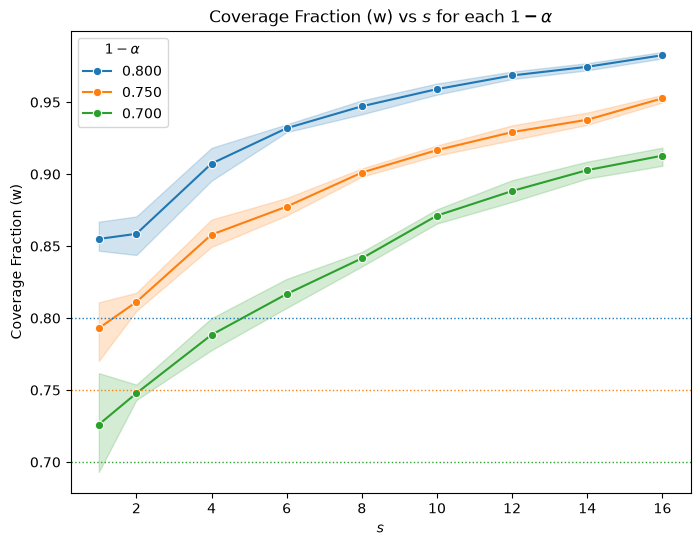 Coverage Fraction (w) vs s for each 1 − α
1 − α
0.800
0.750
0.700
Coverage Fraction (w)
0.95
0.90
0.85
0.80
0.75
0.70
2 4 6 8 10 12 14 16
s